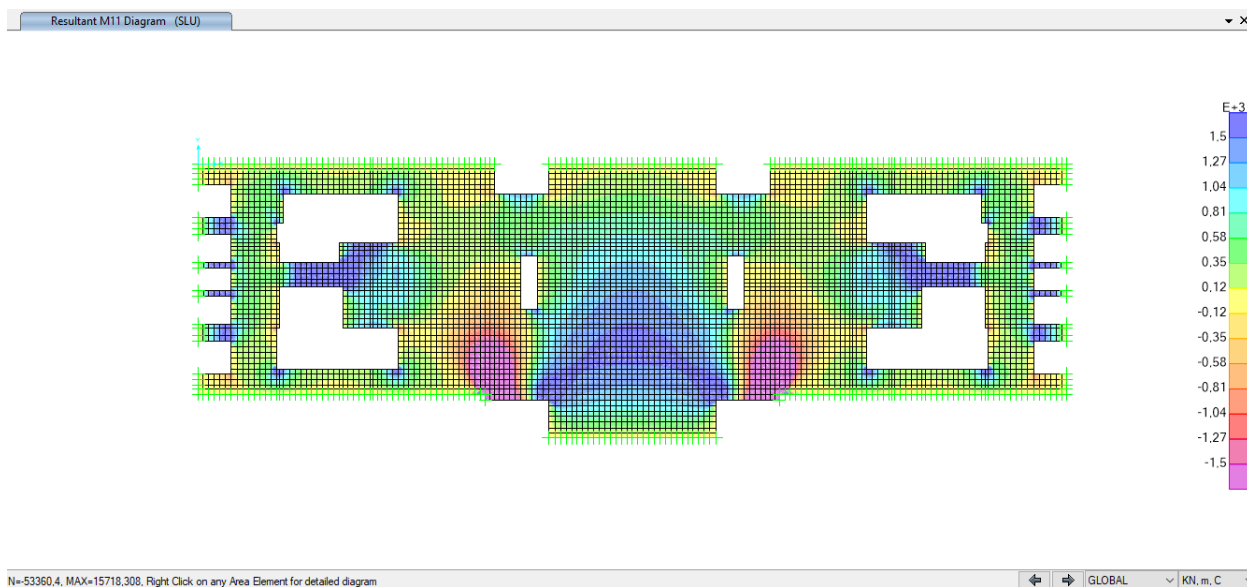 Resultant M11 Diagram (SLU)
E+3
1,5
1,27
1,04
0,81
0,58
0,35
0,12
-0,12
-0,35
-0,58
-0,81
-1,04
-1,27
-1,5
N=-53360,4, MAX=15718,308, Right Click on any Area Element for detailed diagram
GLOBAL
KN, m, C